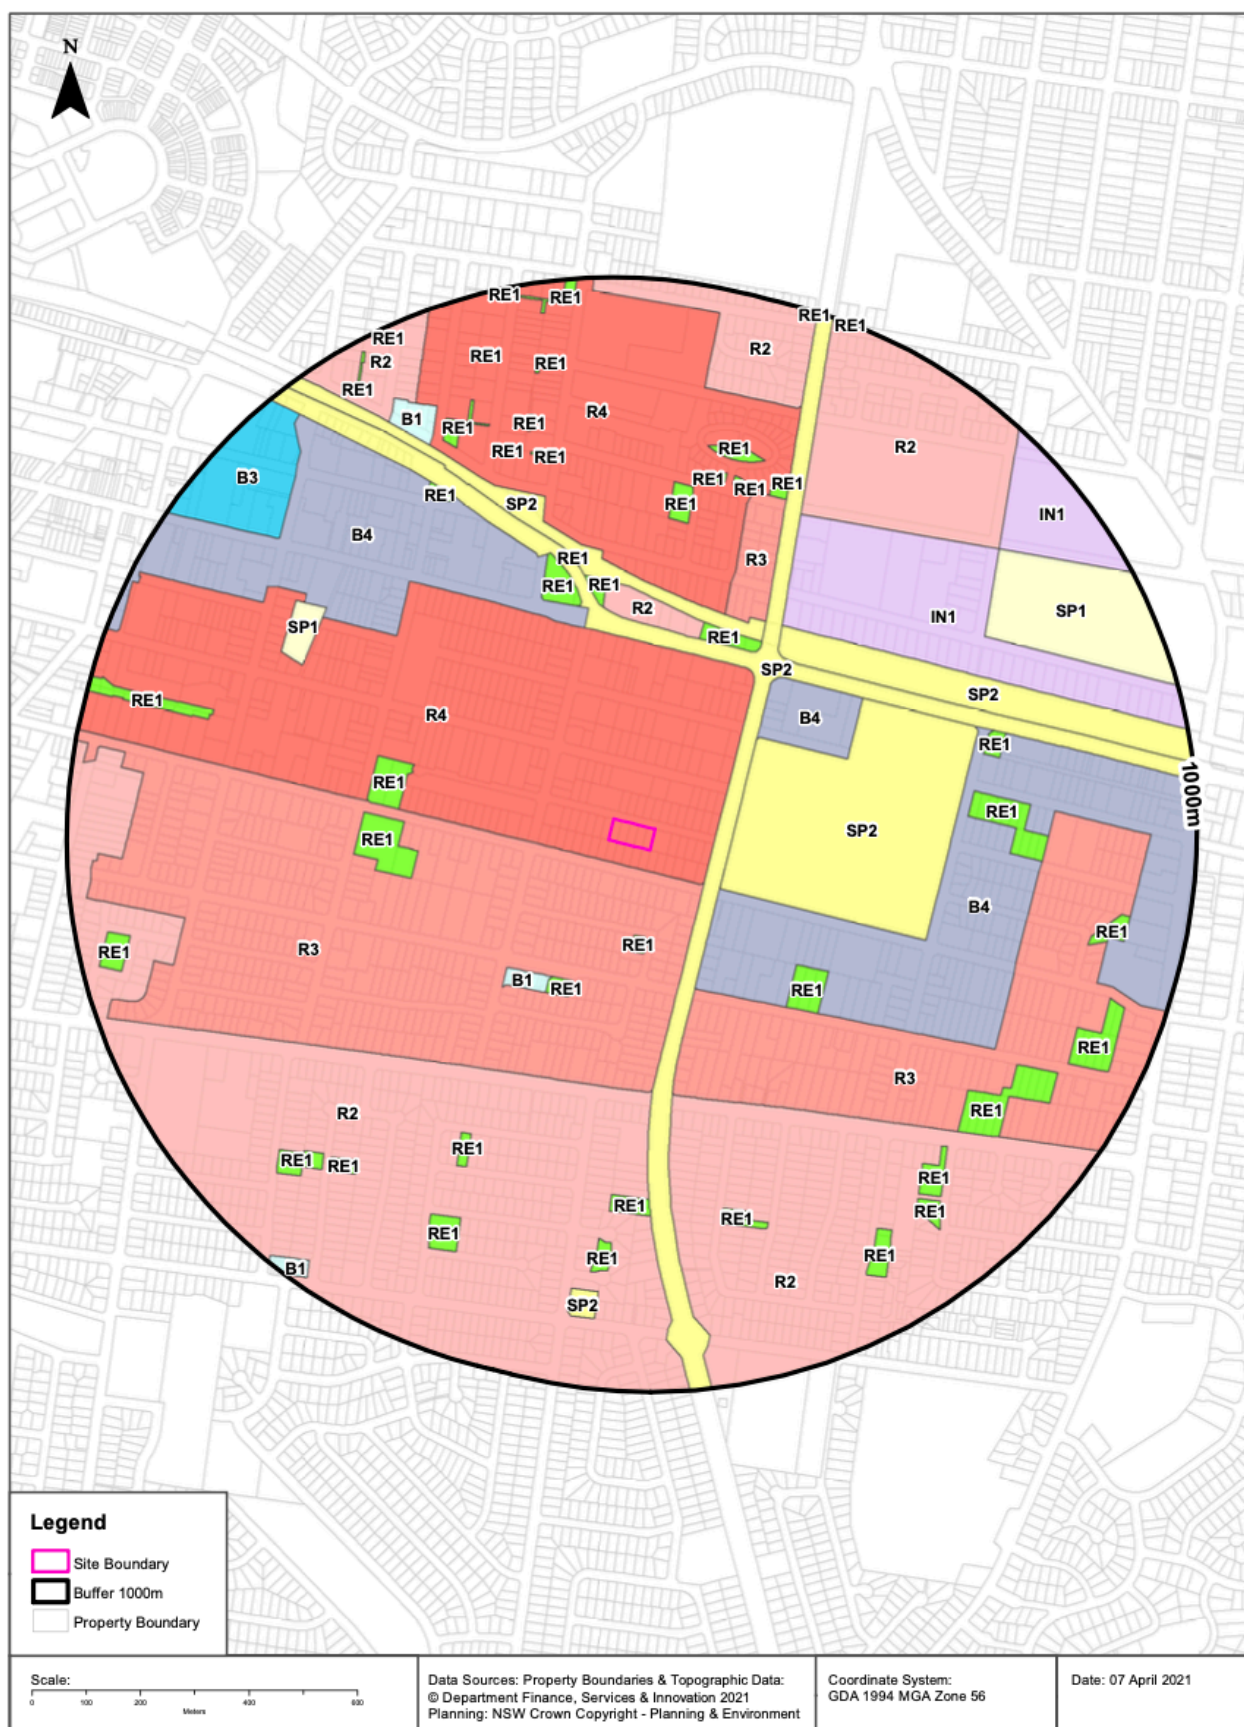 N
RE1
RE1
RE1
RE1
RE1
R2
R2
RE1
RE1
RE1
R4
B1
RE1
RE1
RE1
RE1
RE1
R2
B3
RE1
RE1
RE1
RE1
RE1
SP2
IN1
B4
RE1
RE1
RE1
R3
R2
SP1
IN1
SP1
RE1
SP2
SP2
RE1
R4
B4
RE1
1000m
RE1
RE1
RE1
SP2
B4
RE1
RE1
R3
RE1
B1
RE1
RE1
RE1
R3
R2
RE1
RE1
RE1
RE1
RE1
RE1
RE1
RE1
RE1
RE1
RE1
B1
R2
SP2
Legend
Site Boundary
Buffer 1000m
Property Boundary
Scale:
0 100 200 400 600
Meters
Data Sources: Property Boundaries & Topographic Data:
© Department Finance, Services & Innovation 2021
Planning: NSW Crown Copyright - Planning & Environment
Coordinate System:
GDA 1994 MGA Zone 56
Date: 07 April 2021